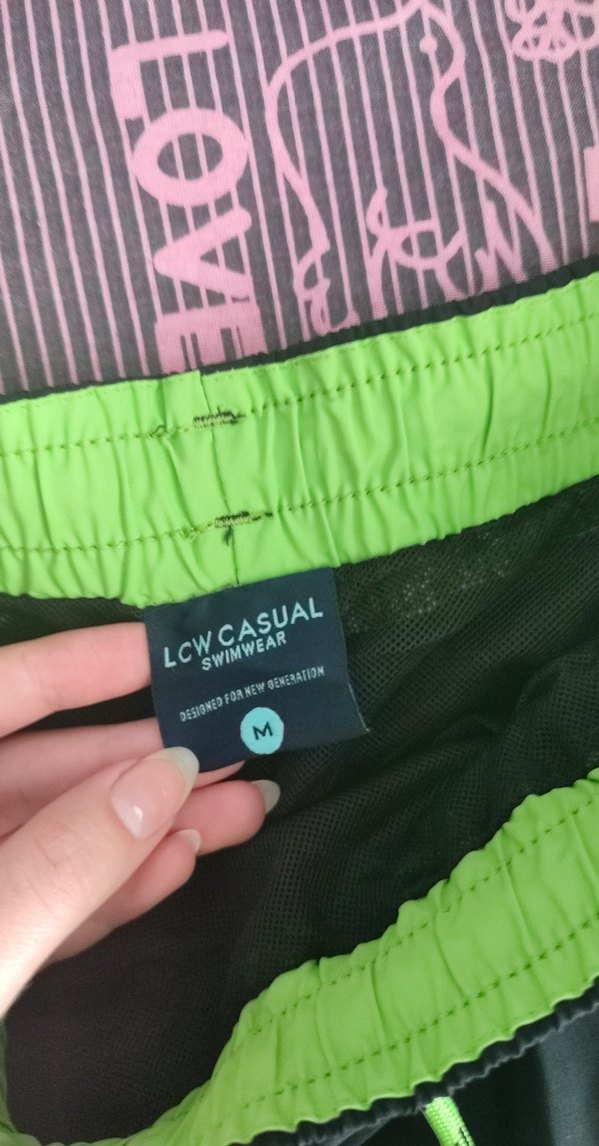 LOVE
LCW CASUAL
SWIMWEAR
DESIGNED FOR NEW GENERATION
M